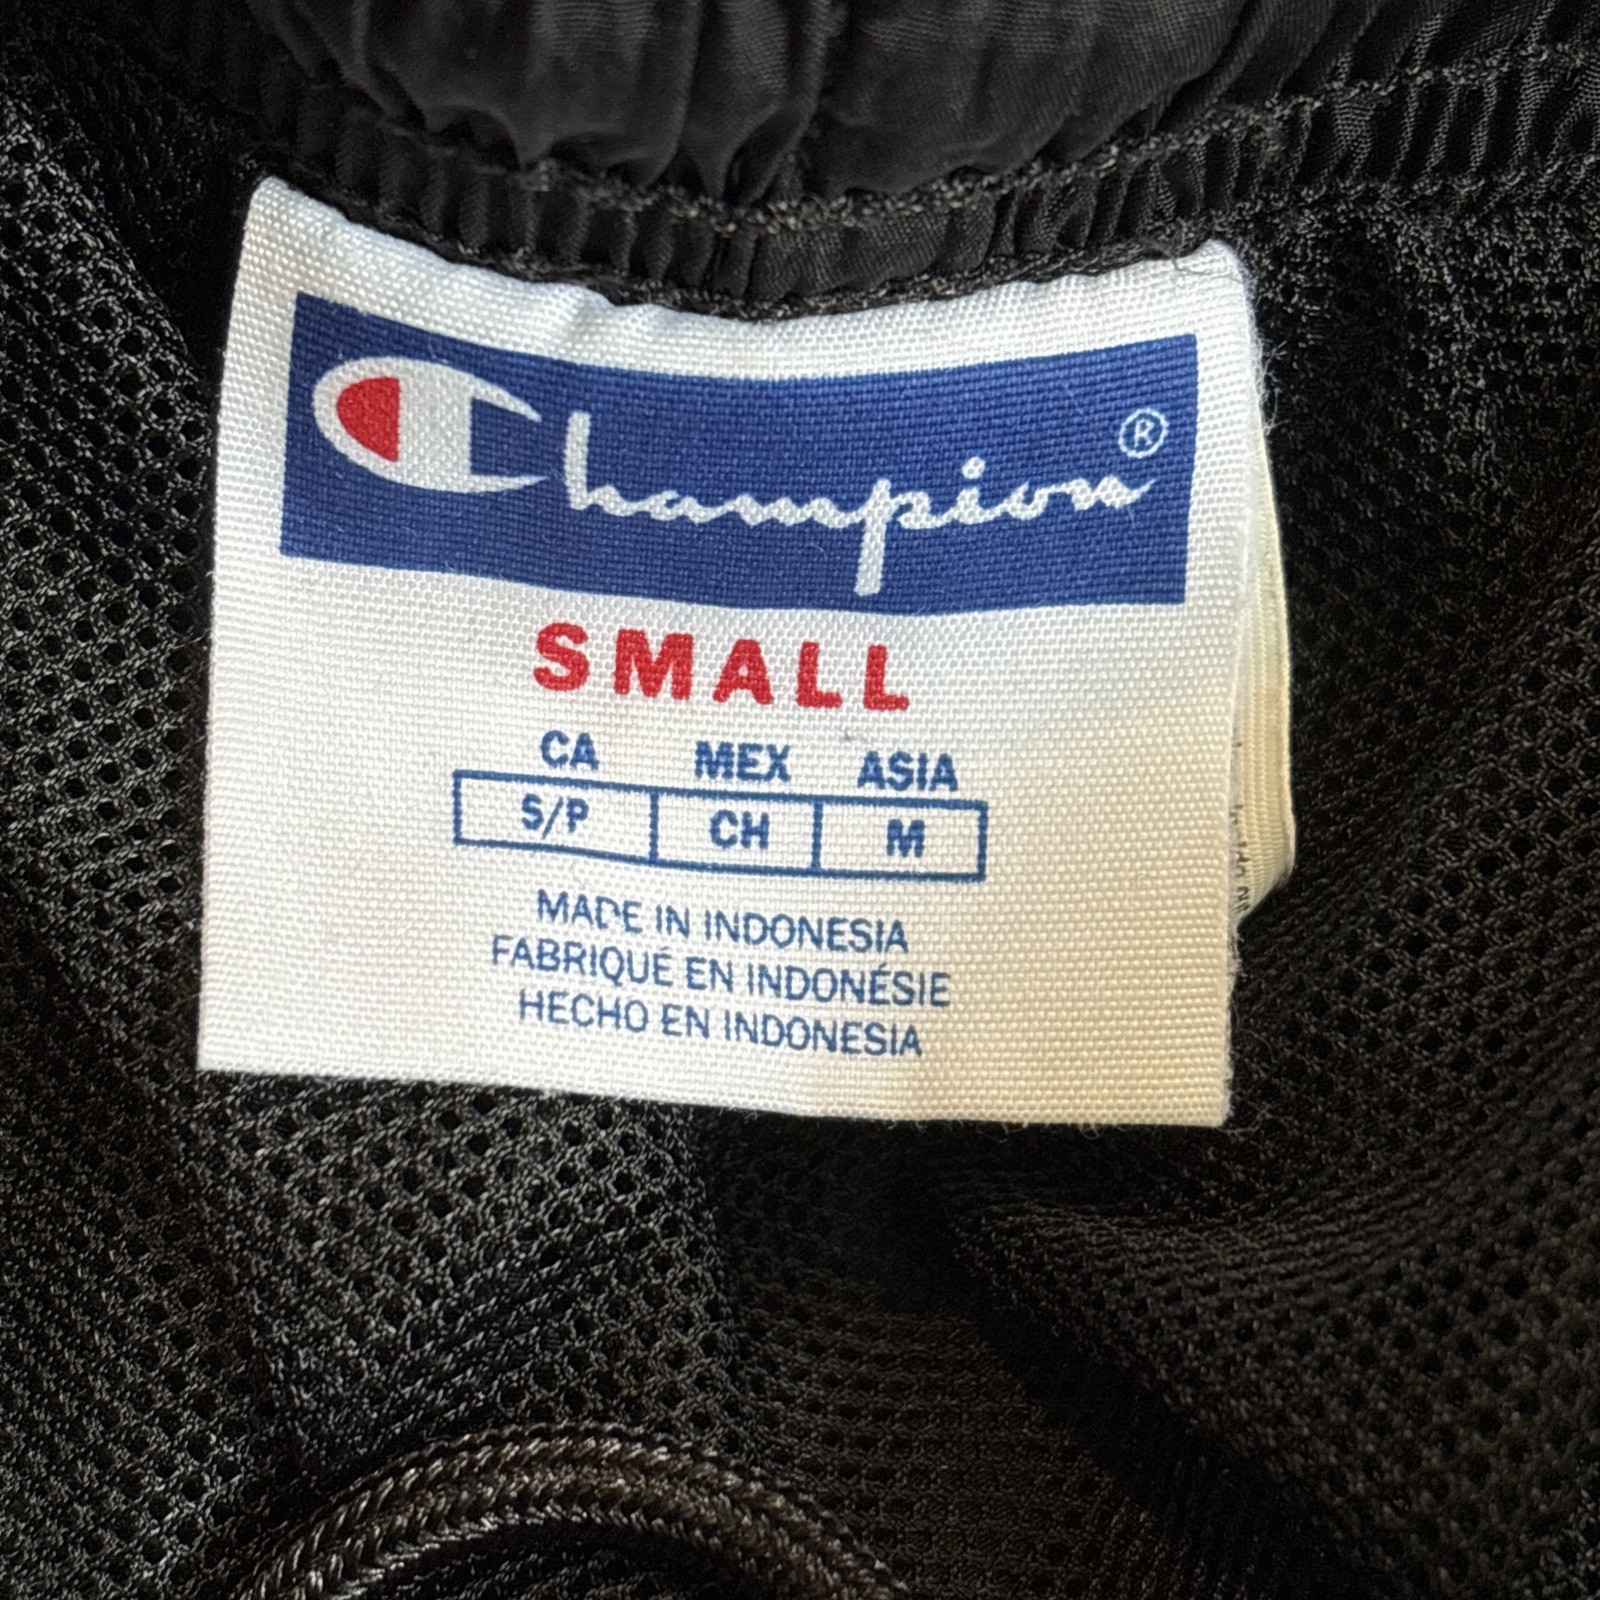 Champion®
SMALL
CA MEX ASIA
S/P CH M
MADE IN INDONESIA
FABRIQUÉ EN INDONÉSIE
HECHO EN INDONESIA